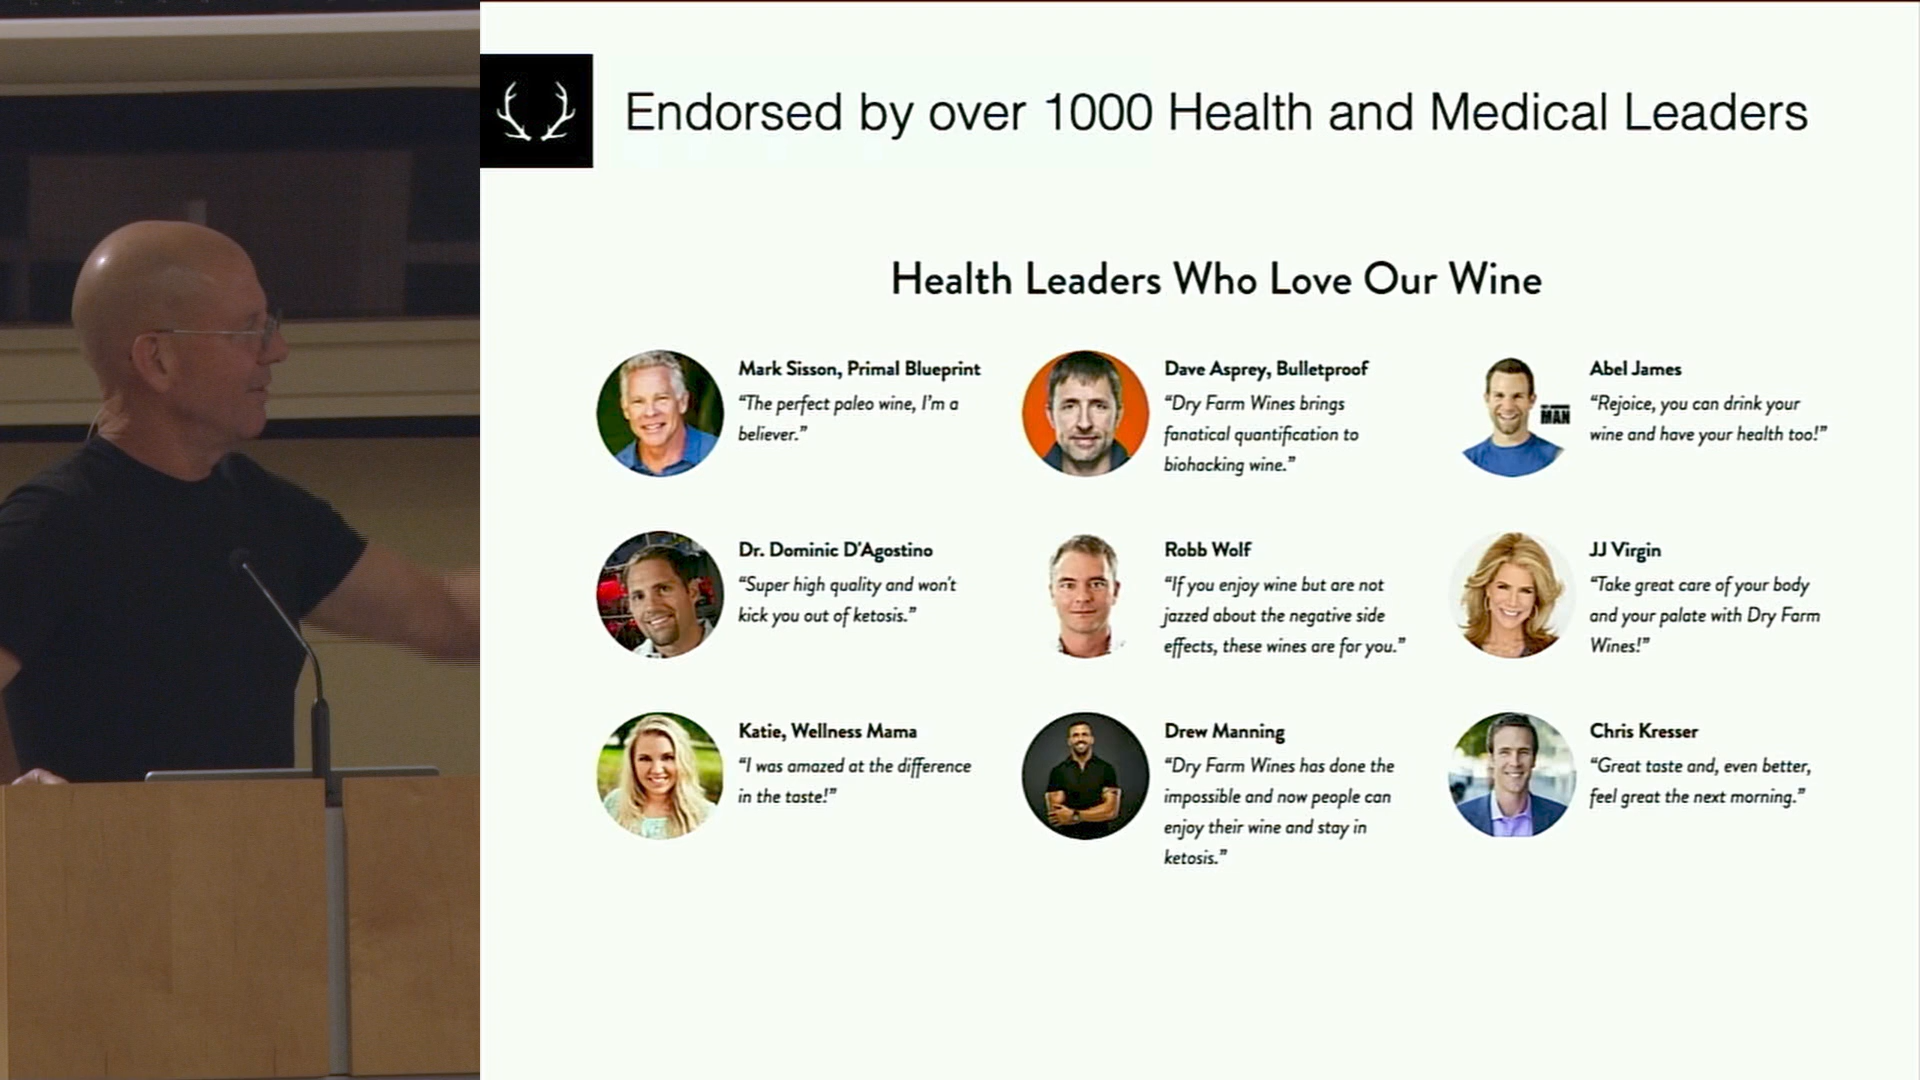 Endorsed by over 1000 Health and Medical Leaders
Health Leaders Who Love Our Wine
Mark Sisson, Primal Blueprint
“The perfect paleo wine, I’m a
believer.”
Dave Asprey, Bulletproof
“Dry Farm Wines brings
fanatical quantification to
biohacking wine.”
Abel James
“Rejoice, you can drink your
wine and have your health too!”
MAN
Dr. Dominic D'Agostino
“Super high quality and won't
kick you out of ketosis.”
Robb Wolf
“If you enjoy wine but are not
jazzed about the negative side
effects, these wines are for you.”
JJ Virgin
“Take great care of your body
and your palate with Dry Farm
Wines!”
Katie, Wellness Mama
“I was amazed at the difference
in the taste!”
Drew Manning
“Dry Farm Wines has done the
impossible and now people can
enjoy their wine and stay in
ketosis.”
Chris Kresser
“Great taste and, even better,
feel great the next morning.”